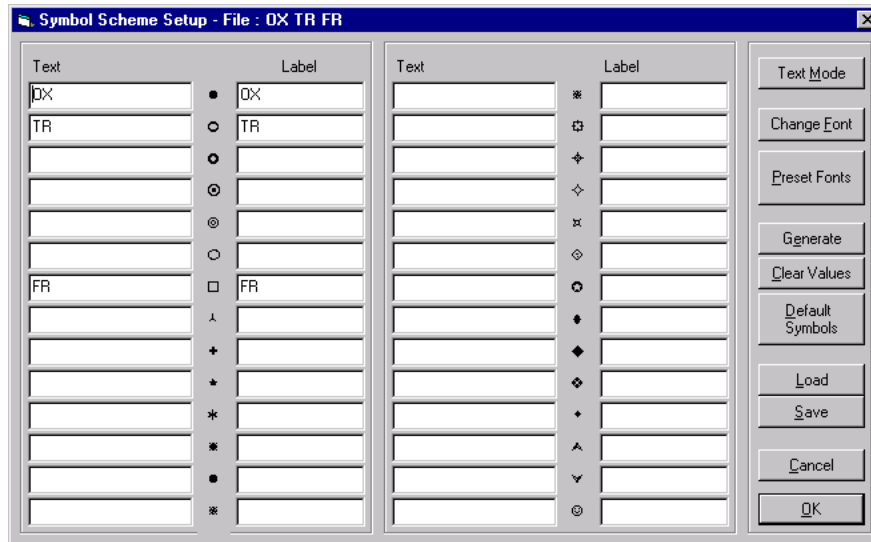 Symbol Scheme Setup - File : OX TR FR
Text Label Text Label
OX OX
TR TR
FR FR
Text Mode
Change Font
Preset Fonts
Generate
Clear Values
Default
Symbols
Load
Save
Cancel
OK